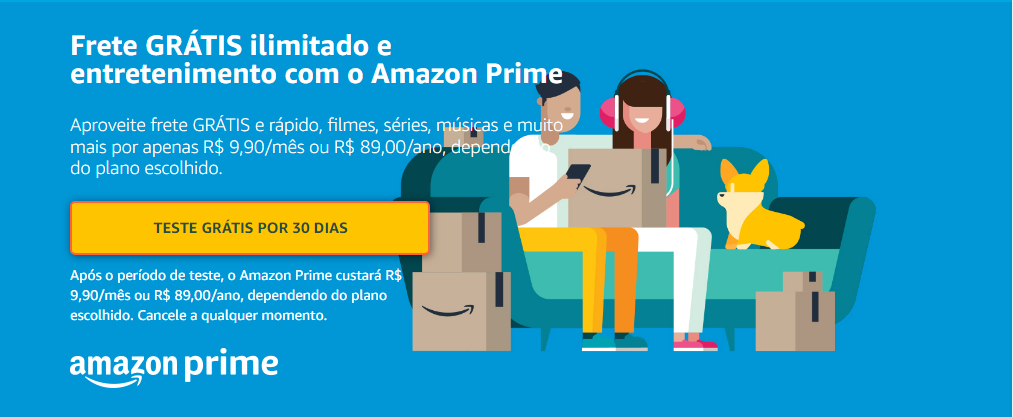 Frete GRÁTIS ilimitado e
entretenimento com o Amazon Prime
Aproveite frete GRÁTIS e rápido, filmes, séries, músicas e muito
mais por apenas R$ 9,90/mês ou R$ 89,00/ano, dependendo
do plano escolhido.
TESTE GRÁTIS POR 30 DIAS
Após o período de teste, o Amazon Prime custará R$
9,90/mês ou R$ 89,00/ano, dependendo do plano
escolhido. Cancele a qualquer momento.
amazon prime